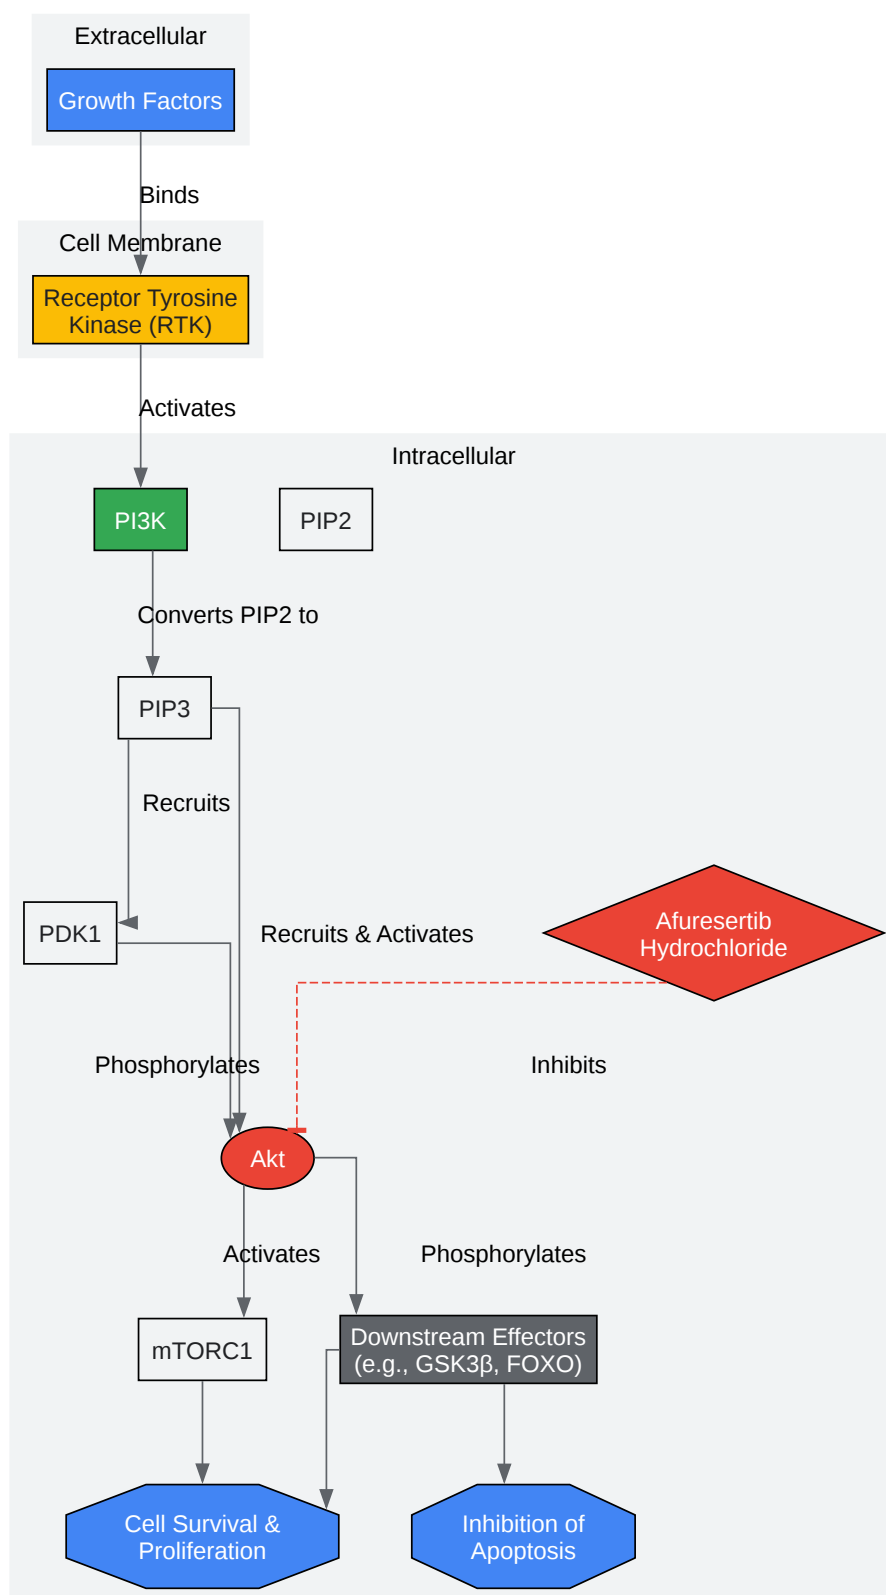 Extracellular
Growth Factors
Binds
Cell Membrane
Receptor Tyrosine
Kinase (RTK)
Activates
Intracellular
PI3K
PIP2
Converts PIP2 to
PIP3
Recruits
Afuresertib
Hydrochloride
PDK1
Recruits & Activates
Phosphorylates
Inhibits
Akt
Activates
Phosphorylates
mTORC1
Downstream Effectors
(e.g., GSK3β, FOXO)
Cell Survival &
Proliferation
Inhibition of
Apoptosis